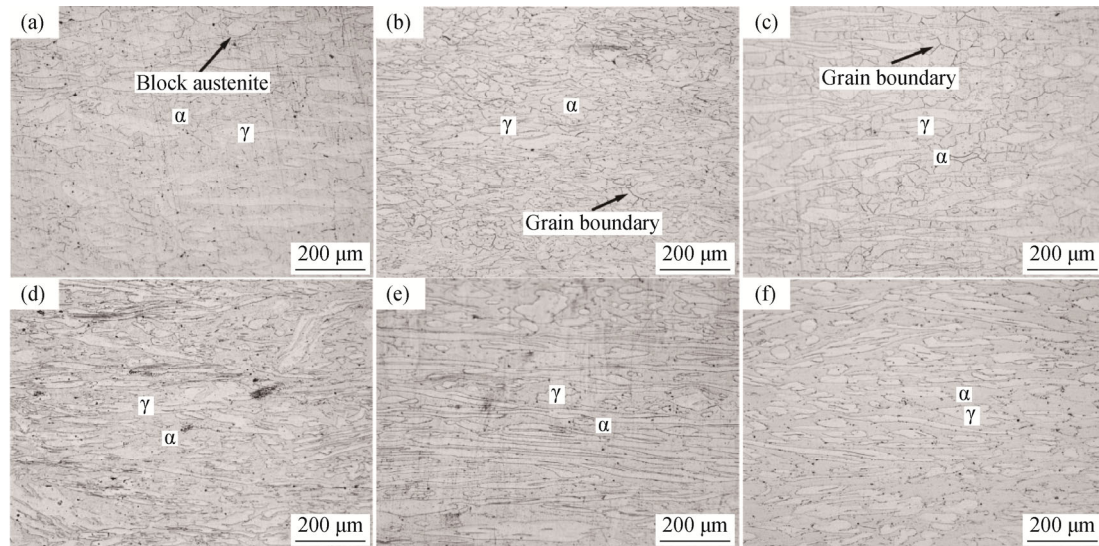 (a)
Block austenite
α
γ
200 μm
(b)
α
γ
Grain boundary
200 μm
(c)
Grain boundary
γ
α
200 μm
(d)
γ
α
200 μm
(e)
γ
α
200 μm
(f)
α
γ
200 μm